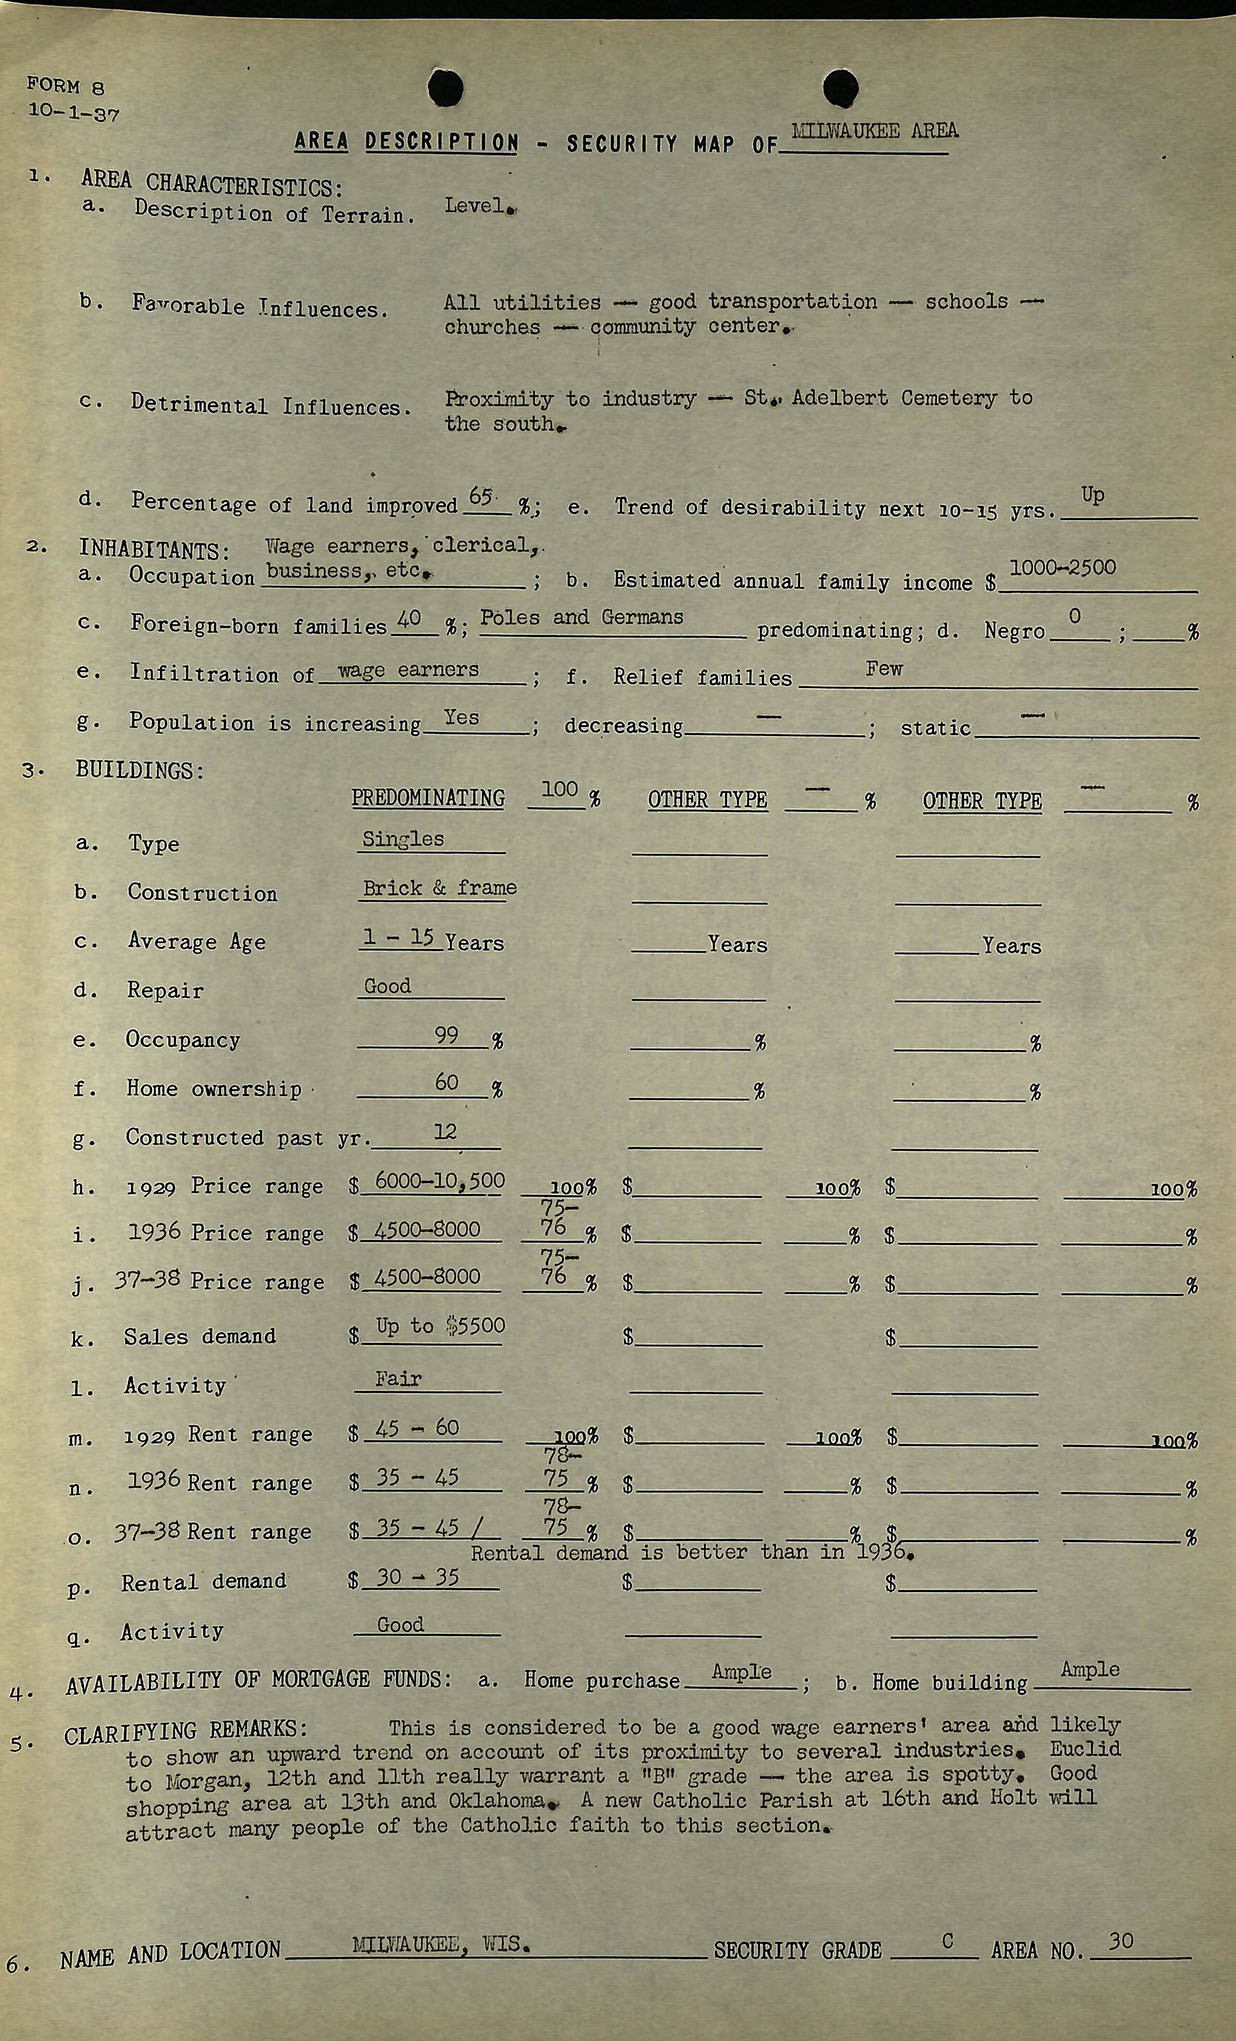 FORM 8
10-1-37
AREA DESCRIPTION - SECURITY MAP OF MILWAUKEE AREA
1. AREA CHARACTERISTICS:
a. Description of Terrain. Level.
b. Favorable Influences. All utilities — good transportation — schools —
churches — community center.
c. Detrimental Influences. Proximity to industry — St. Adelbert Cemetery to
the south.
d. Percentage of land improved 65 %; e. Trend of desirability next 10-15 yrs. Up
2. INHABITANTS: Wage earners, clerical,
a. Occupation business, etc. ; b. Estimated annual family income $ 1000-2500
c. Foreign-born families 40 %; Poles and Germans predominating; d. Negro 0 ; %
e. Infiltration of wage earners ; f. Relief families Few
g. Population is increasing Yes ; decreasing — ; static —
3. BUILDINGS:
PREDOMINATING 100 % OTHER TYPE — % OTHER TYPE — %
a. Type Singles
b. Construction Brick & frame
c. Average Age 1 - 15 Years Years Years
d. Repair Good
e. Occupancy 99 % % %
f. Home ownership 60 % % %
g. Constructed past yr. 12
h. 1929 Price range $ 6000-10,500 100% $ 100% $ 100%
75-
i. 1936 Price range $ 4500-8000 76 % $ % $ %
75-
j. 37-38 Price range $ 4500-8000 76 % $ % $ %
k. Sales demand $ Up to $5500 $ $
l. Activity Fair
m. 1929 Rent range $ 45 - 60 100% $ 100% $ 100%
78-
n. 1936 Rent range $ 35 - 45 75 % $ % $ %
78-
o. 37-38 Rent range $ 35 - 45 / 75 % $ % $ %
Rental demand is better than in 1936.
p. Rental demand $ 30 - 35 $ $
q. Activity Good
4. AVAILABILITY OF MORTGAGE FUNDS: a. Home purchase Ample ; b. Home building Ample
5. CLARIFYING REMARKS: This is considered to be a good wage earners' area and likely
to show an upward trend on account of its proximity to several industries. Euclid
to Morgan, 12th and 11th really warrant a "B" grade — the area is spotty. Good
shopping area at 13th and Oklahoma. A new Catholic Parish at 16th and Holt will
attract many people of the Catholic faith to this section.
6. NAME AND LOCATION MILWAUKEE, WIS. SECURITY GRADE C AREA NO. 30